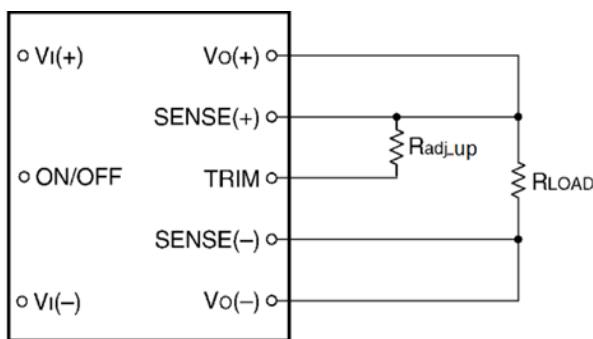 VI(+) VO(+)
SENSE(+)
Radj_up
ON/OFF TRIM RLOAD
SENSE(–)
VI(–) VO(–)